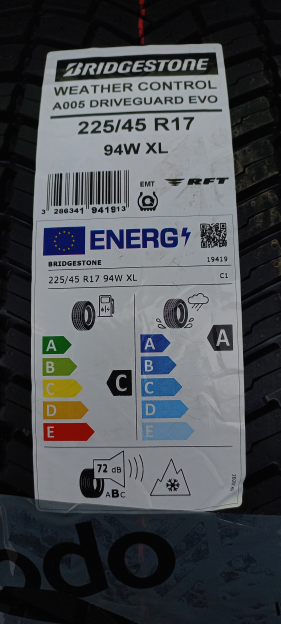 BRIDGESTONE
WEATHER CONTROL
A005 DRIVEGUARD EVO
225/45 R17
94W XL
EMT RFT
3 286341 941913
ENERG
BRIDGESTONE 19419
225/45 R17 94W XL C1
A A A
B B
C C C
D D
E E
72 dB
ABC